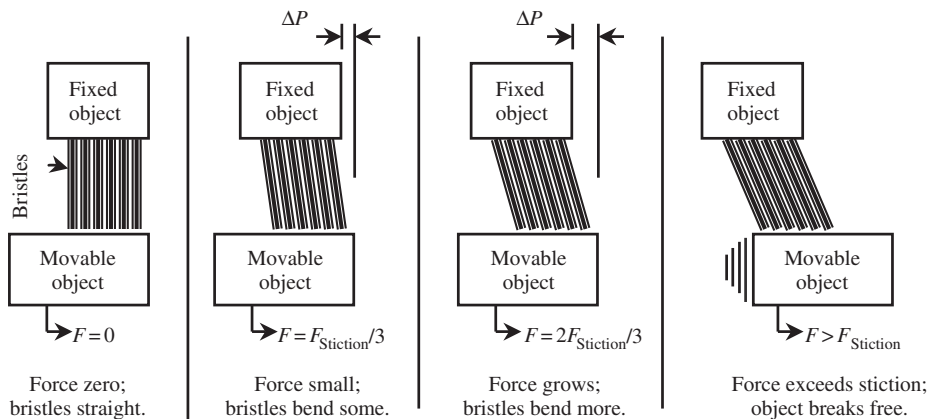 ΔP
ΔP
Fixed
object
Fixed
object
Fixed
object
Fixed
object
Bristles
Movable
object
Movable
object
Movable
object
Movable
object
F = 0
F = F_Stiction/3
F = 2F_Stiction/3
F > F_Stiction
Force zero;
bristles straight.
Force small;
bristles bend some.
Force grows;
bristles bend more.
Force exceeds stiction;
object breaks free.